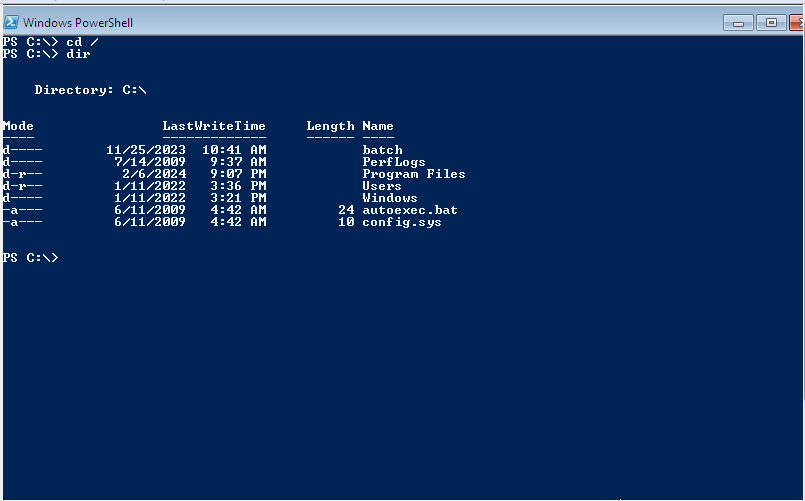 Windows PowerShell
PS C:\> cd /
PS C:\> dir
Directory: C:\
Mode LastWriteTime Length Name
---- ------------- ------ ----
d---- 11/25/2023 10:41 AM batch
d---- 7/14/2009 9:37 AM PerfLogs
d-r-- 2/6/2024 9:07 PM Program Files
d-r-- 1/11/2022 3:36 PM Users
d---- 1/11/2022 3:21 PM Windows
-a--- 6/11/2009 4:42 AM 24 autoexec.bat
-a--- 6/11/2009 4:42 AM 10 config.sys
PS C:\>